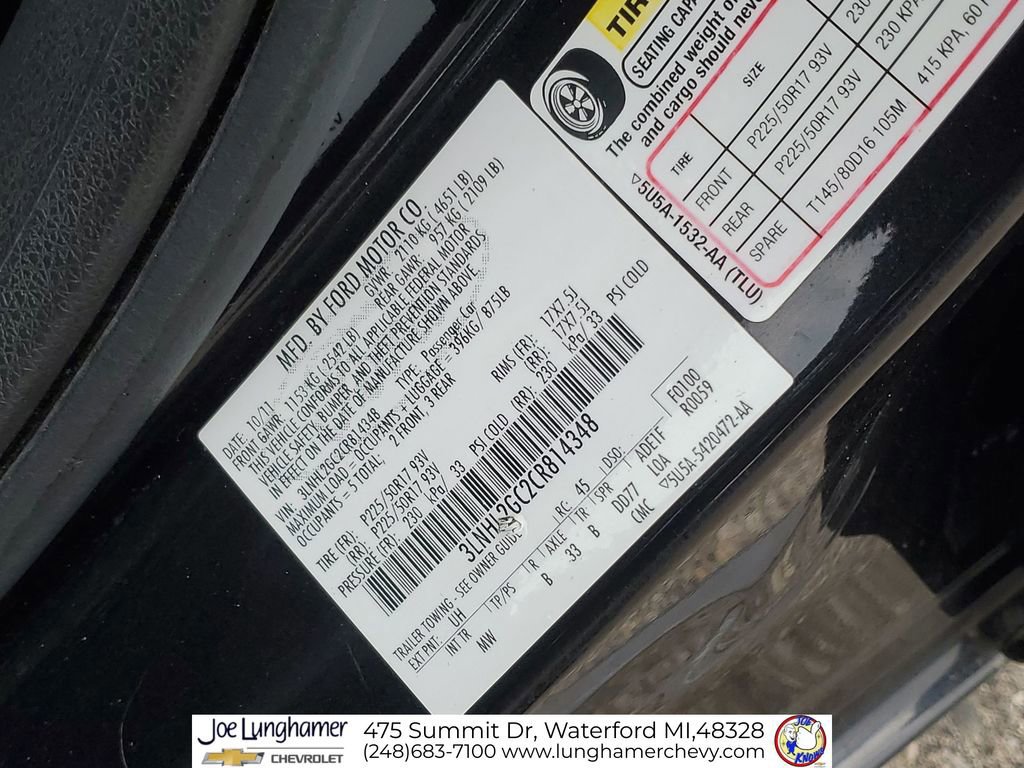 MFD. BY FORD MOTOR CO.
DATE: 10/11 GVWR: 2110 KG ( 4651 LB)
FRONT GAWR: 1153KG ( 2542 LB) REAR GAWR: 957 KG ( 2109 LB)
THIS VEHICLE CONFORMS TO ALL APPLICABLE FEDERAL MOTOR
VEHICLE SAFETY, BUMPER, AND THEFT PREVENTION STANDARDS
IN EFFECT ON THE DATE OF MANUFACTURE SHOWN ABOVE.
VIN: 3LNHL2GC2CR814348 TYPE: Passenger Car
MAXIMUM LOAD = OCCUPANTS + LUGGAGE = 396KG/ 875LB
OCCUPANTS = 5 TOTAL, 2 FRONT, 3 REAR
TIRE (FR): P225/50R17 93V RIMS (FR): 17X7.5J
(RR): P225/50R17 93V (RR): 17X7.5J
PRESSURE (FR): 230 kPa/ 33 PSI COLD (RR): 230 kPa/ 33 PSI COLD
3LNHL2GC2CR814348
TRAILER TOWING - SEE OWNER GUIDE
EXT PNT: UH RC: 45 DSO: F0100
R0059
INT TR TP/PS R AXLE TR SPR
MW B 33 B DD77 ADETF
CMC LOA
▽5U5A-5420472-AA
TIR
SEATING CAPA
The combined weight of
and cargo should neve
TIRE SIZE
FRONT P225/50R17 93V 230
REAR P225/50R17 93V 230 KPA
SPARE T145/80D16 105M 415 KPA, 60
▽5U5A-1532-AA (TLU)
Joe Lunghamer
CHEVROLET
475 Summit Dr, Waterford MI,48328
(248)683-7100 www.lunghamerchevy.com
JOE
KNOWS